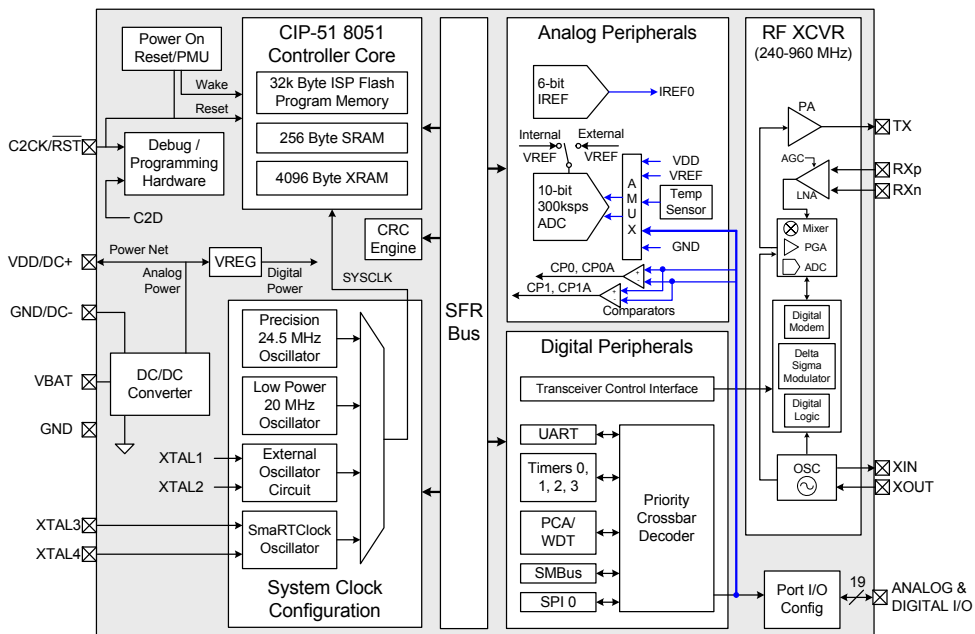 Power On
Reset/PMU
Wake
Reset
C2CK/RST
Debug /
Programming
Hardware
C2D
VDD/DC+
Power Net
Analog
Power
VREG
Digital
Power
GND/DC-
VBAT
DC/DC
Converter
GND
XTAL1
XTAL2
XTAL3
XTAL4
CIP-51 8051
Controller Core
32k Byte ISP Flash
Program Memory
256 Byte SRAM
4096 Byte XRAM
CRC
Engine
SYSCLK
Precision
24.5 MHz
Oscillator
Low Power
20 MHz
Oscillator
External
Oscillator
Circuit
SmaRTClock
Oscillator
System Clock
Configuration
SFR
Bus
Analog Peripherals
6-bit
IREF
IREF0
Internal
VREF
External
VREF
10-bit
300ksps
ADC
A
M
U
X
VDD
VREF
Temp
Sensor
GND
CP0, CP0A
+
-
CP1, CP1A
+
-
Comparators
Digital Peripherals
Transceiver Control Interface
UART
Timers 0,
1, 2, 3
PCA/
WDT
SMBus
SPI 0
Priority
Crossbar
Decoder
RF XCVR
(240-960 MHz)
PA
TX
AGC
LNA
RXp
RXn
Mixer
PGA
ADC
Digital
Modem
Delta
Sigma
Modulator
Digital
Logic
OSC
XIN
XOUT
Port I/O
Config
19
ANALOG &
DIGITAL I/O